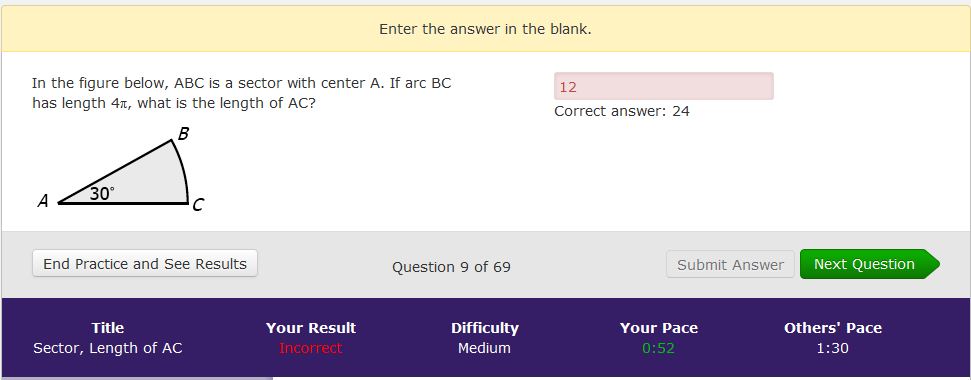 Enter the answer in the blank.
In the figure below, ABC is a sector with center A. If arc BC
has length 4π, what is the length of AC?
12
Correct answer: 24
B
30°
A
C
End Practice and See Results
Question 9 of 69
Submit Answer
Next Question
Title
Your Result
Difficulty
Your Pace
Others' Pace
Sector, Length of AC
Incorrect
Medium
0:52
1:30